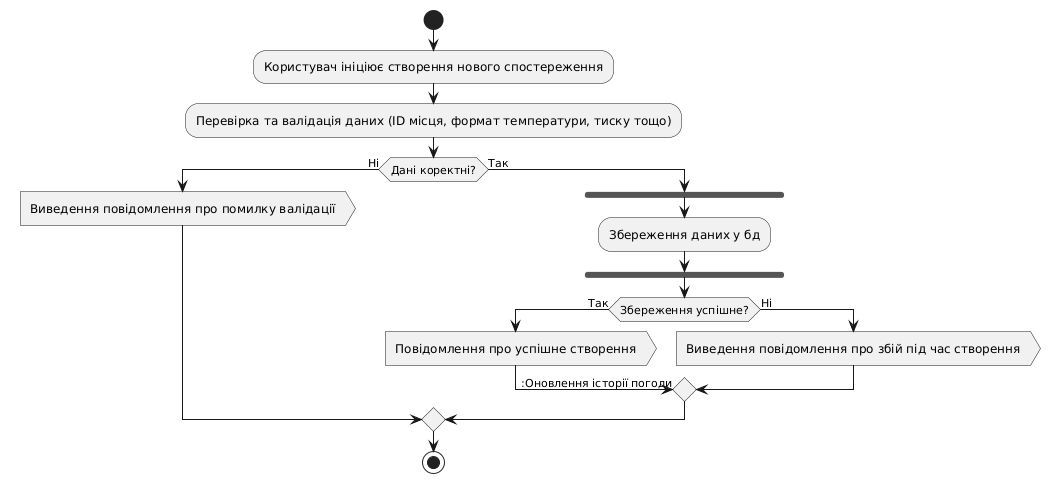 Користувач ініціює створення нового спостереження
Перевірка та валідація даних (ID місця, формат температури, тиску тощо)
Ні
Дані коректні?
Так
Виведення повідомлення про помилку валідації
Збереження даних у бд
Так
Збереження успішне?
Ні
Повідомлення про успішне створення
Виведення повідомлення про збій під час створення
:Оновлення історії погоди